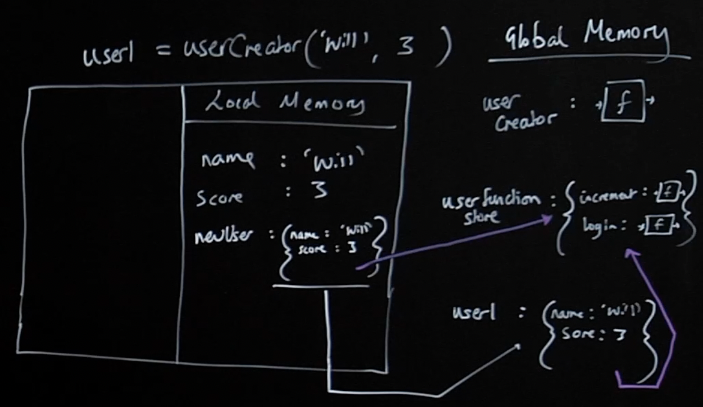 user1 = userCreator('Will', 3)
Global Memory
Local Memory
user Creator : f
name : 'Will'
score : 3
userFunction store : { increment : f
login : f }
newUser : { name : 'Will'
score : 3 }
user1 : { name : 'Will'
Score : 3 }